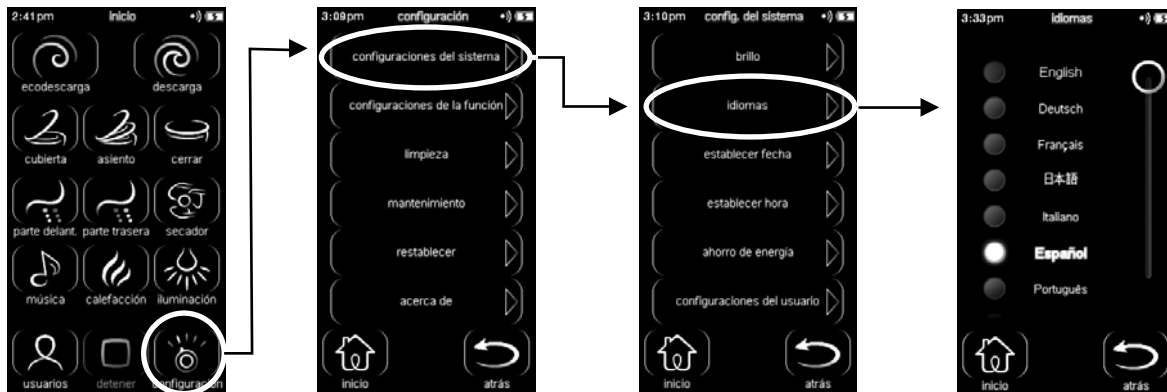 2:41pm inicio
ecodescarga descarga
cubierta asiento cerrar
parte delant. parte trasera secador
música calefacción iluminación
usuarios detener configuración
3:09pm configuración
configuraciones del sistema
configuraciones de la función
limpieza
mantenimiento
restablecer
acerca de
inicio atrás
3:10pm config. del sistema
brillo
idiomas
establecer fecha
establecer hora
ahorro de energía
configuraciones del usuario
inicio atrás
3:33pm idiomas
English
Deutsch
Français
日本語
Italiano
Español
Português
inicio atrás